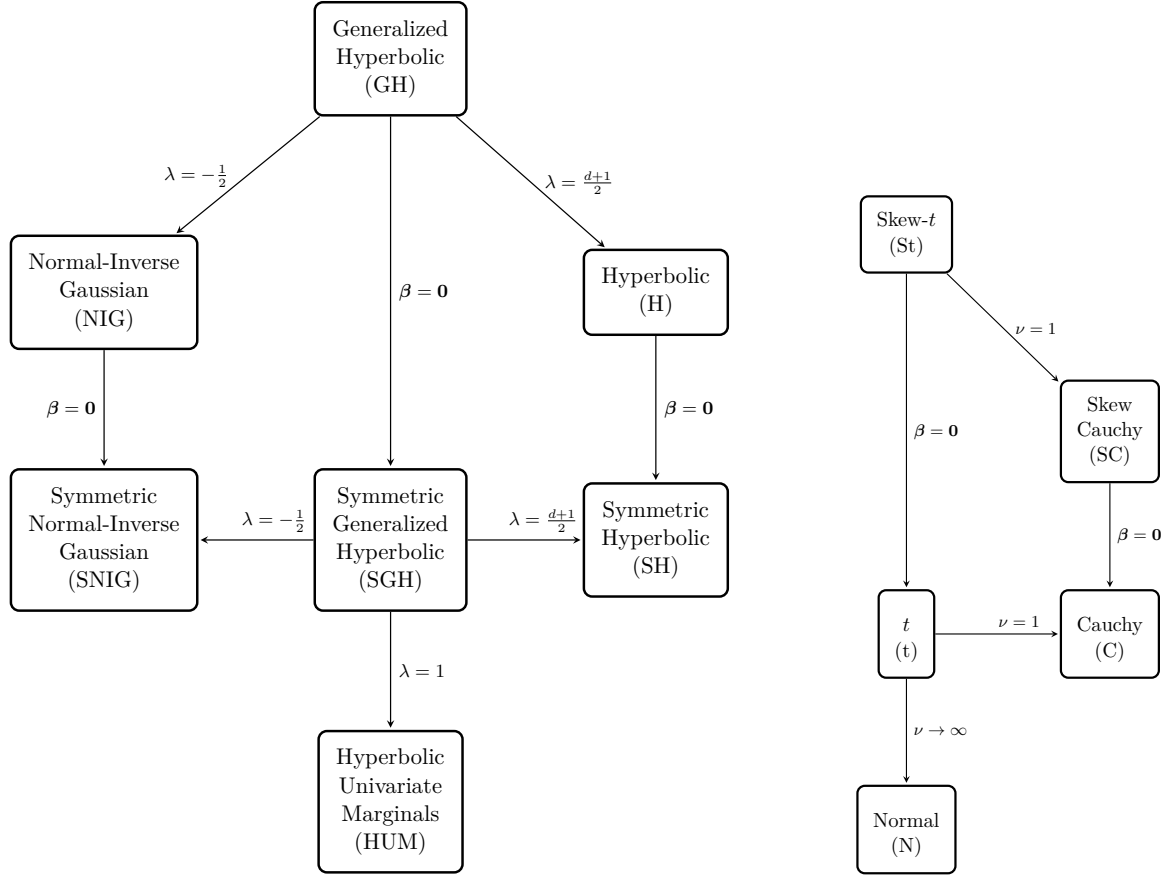 Generalized
Hyperbolic
(GH)
λ = −1/2
λ = d+1/2
β = 0
Normal-Inverse
Gaussian
(NIG)
Hyperbolic
(H)
β = 0
β = 0
Symmetric
Normal-Inverse
Gaussian
(SNIG)
λ = −1/2
Symmetric
Generalized
Hyperbolic
(SGH)
λ = d+1/2
Symmetric
Hyperbolic
(SH)
λ = 1
Hyperbolic
Univariate
Marginals
(HUM)
Skew-t
(St)
ν = 1
β = 0
Skew
Cauchy
(SC)
β = 0
t
(t)
ν = 1
Cauchy
(C)
ν → ∞
Normal
(N)